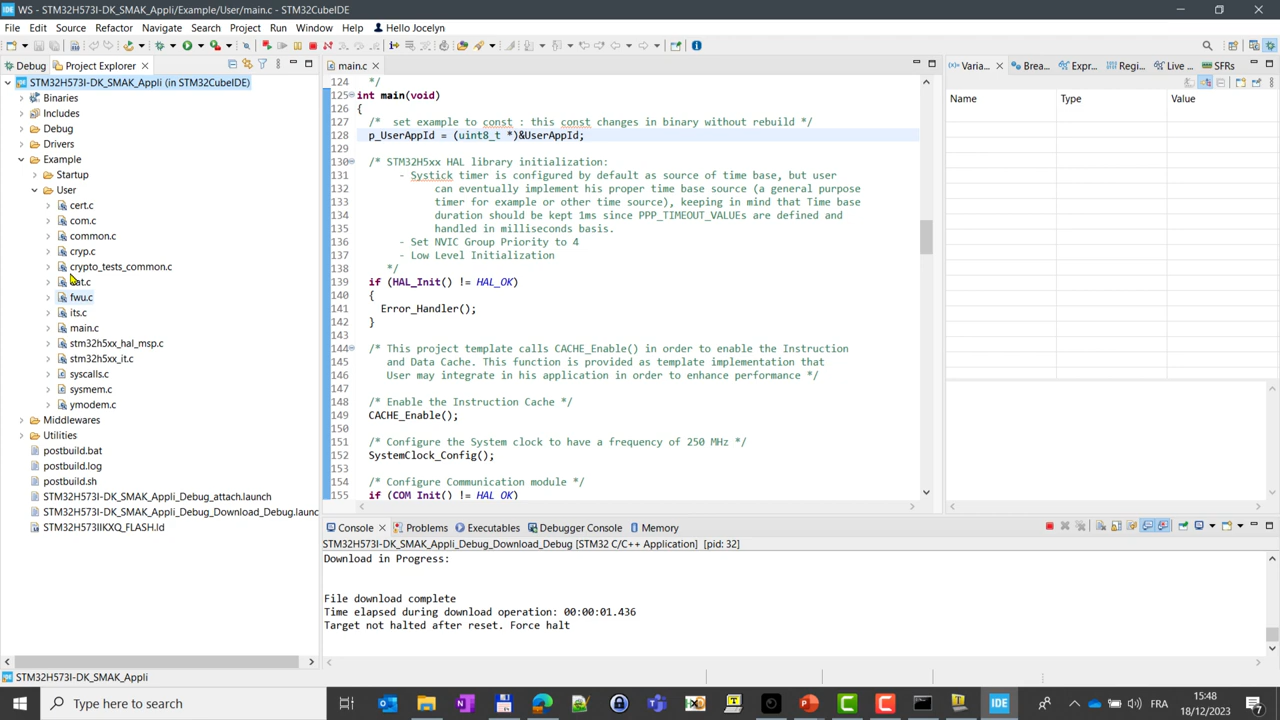 WS - STM32H573I-DK_SMAK_Appli/Example/User/main.c - STM32CubeIDE
File Edit Source Refactor Navigate Search Project Run Window Help Hello Jocelyn
Debug Project Explorer
STM32H573I-DK_SMAK_Appli (in STM32CubeIDE)
Binaries
Includes
Debug
Drivers
Example
Startup
User
cert.c
com.c
common.c
cryp.c
crypto_tests_common.c
at.c
fwu.c
its.c
main.c
stm32h5xx_hal_msp.c
stm32h5xx_it.c
syscalls.c
sysmem.c
ymodem.c
Middlewares
Utilities
postbuild.bat
postbuild.log
postbuild.sh
STM32H573I-DK_SMAK_Appli_Debug_attach.launch
STM32H573I-DK_SMAK_Appli_Debug_Download_Debug.launc
STM32H573IIKXQ_FLASH.ld
main.c
124 */
125 int main(void)
126 {
127 /* set example to const : this const changes in binary without rebuild */
128 p_UserAppId = (uint8_t *)&UserAppId;
129
130 /* STM32H5xx HAL library initialization:
131 - Systick timer is configured by default as source of time base, but user
132 can eventually implement his proper time base source (a general purpose
133 timer for example or other time source), keeping in mind that Time base
134 duration should be kept 1ms since PPP_TIMEOUT_VALUEs are defined and
135 handled in milliseconds basis.
136 - Set NVIC Group Priority to 4
137 - Low Level Initialization
138 */
139 if (HAL_Init() != HAL_OK)
140 {
141 Error_Handler();
142 }
143
144 /* This project template calls CACHE_Enable() in order to enable the Instruction
145 and Data Cache. This function is provided as template implementation that
146 User may integrate in his application in order to enhance performance */
147
148 /* Enable the Instruction Cache */
149 CACHE_Enable();
150
151 /* Configure the System clock to have a frequency of 250 MHz */
152 SystemClock_Config();
153
154 /* Configure Communication module */
155 if (COM_Init() != HAL_OK)
Varia... Brea... Expr... Regi... Live ... SFRs
Name Type Value
Console Problems Executables Debugger Console Memory
STM32H573I-DK_SMAK_Appli_Debug_Download_Debug [STM32 C/C++ Application] [pid: 32]
Download in Progress:
File download complete
Time elapsed during download operation: 00:00:01.436
Target not halted after reset. Force halt
STM32H573I-DK_SMAK_Appli
Type here to search
IDE
FRA
15:48
18/12/2023